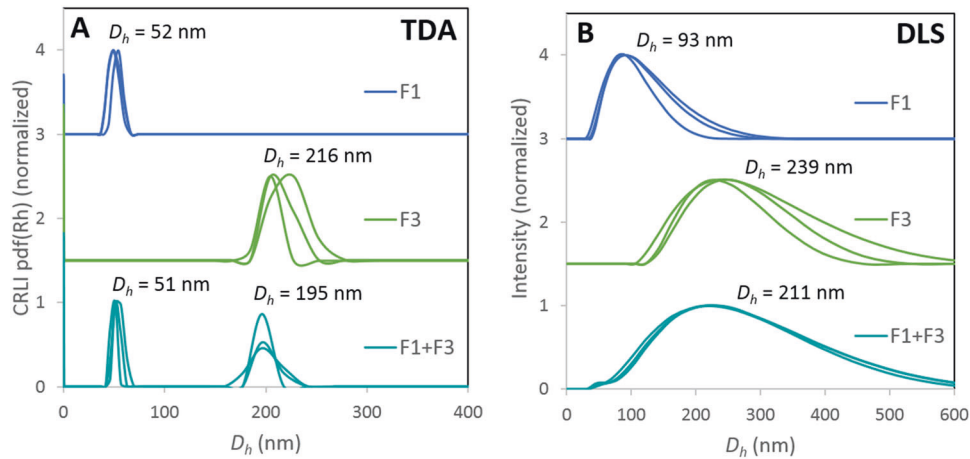 A
TDA
CRLI pdf(Rh) (normalized)
4
3
2
1
0
D_h = 52 nm
F1
D_h = 216 nm
F3
D_h = 51 nm
D_h = 195 nm
F1+F3
0
100
200
300
400
D_h (nm)
B
DLS
Intensity (normalized)
4
3
2
1
0
D_h = 93 nm
F1
D_h = 239 nm
F3
D_h = 211 nm
F1+F3
0
100
200
300
400
500
600
D_h (nm)